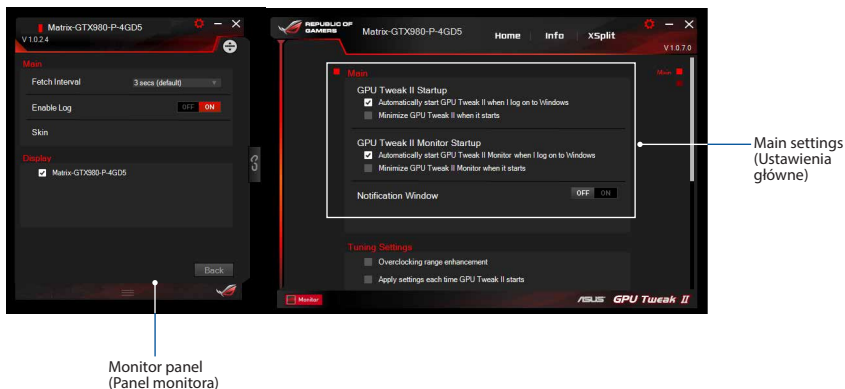 Matrix-GTX980-P-4GD5
V 1.0.2.4
Main
Fetch Interval 3 secs (default)
Enable Log OFF ON
Skin
Display
Matrix-GTX980-P-4GD5
Back
REPUBLIC OF
GAMERS
Matrix-GTX980-P-4GD5 Home Info XSplit
V 1.0.7.0
Main
Main
GPU Tweak II Startup
Automatically start GPU Tweak II when I log on to Windows
Minimize GPU Tweak II when it starts
GPU Tweak II Monitor Startup
Automatically start GPU Tweak II Monitor when I log on to Windows
Minimize GPU Tweak II Monitor when it starts
Notification Window OFF ON
Tuning Settings
Overclocking range enhancement
Apply settings each time GPU Tweak II starts
Monitor
ASUS GPU Tweak II
Main settings
(Ustawienia
główne)
Monitor panel
(Panel monitora)